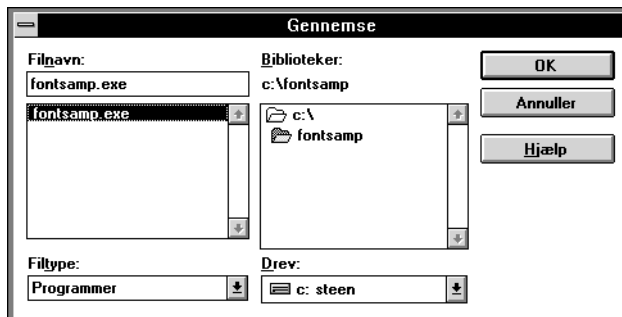 Gennemse
Filnavn:
fontsamp.exe
fontsamp.exe
Filtype:
Programmer
Biblioteker:
c:\fontsamp
c:\
fontsamp
Drev:
c: steen
OK
Annuller
Hjælp